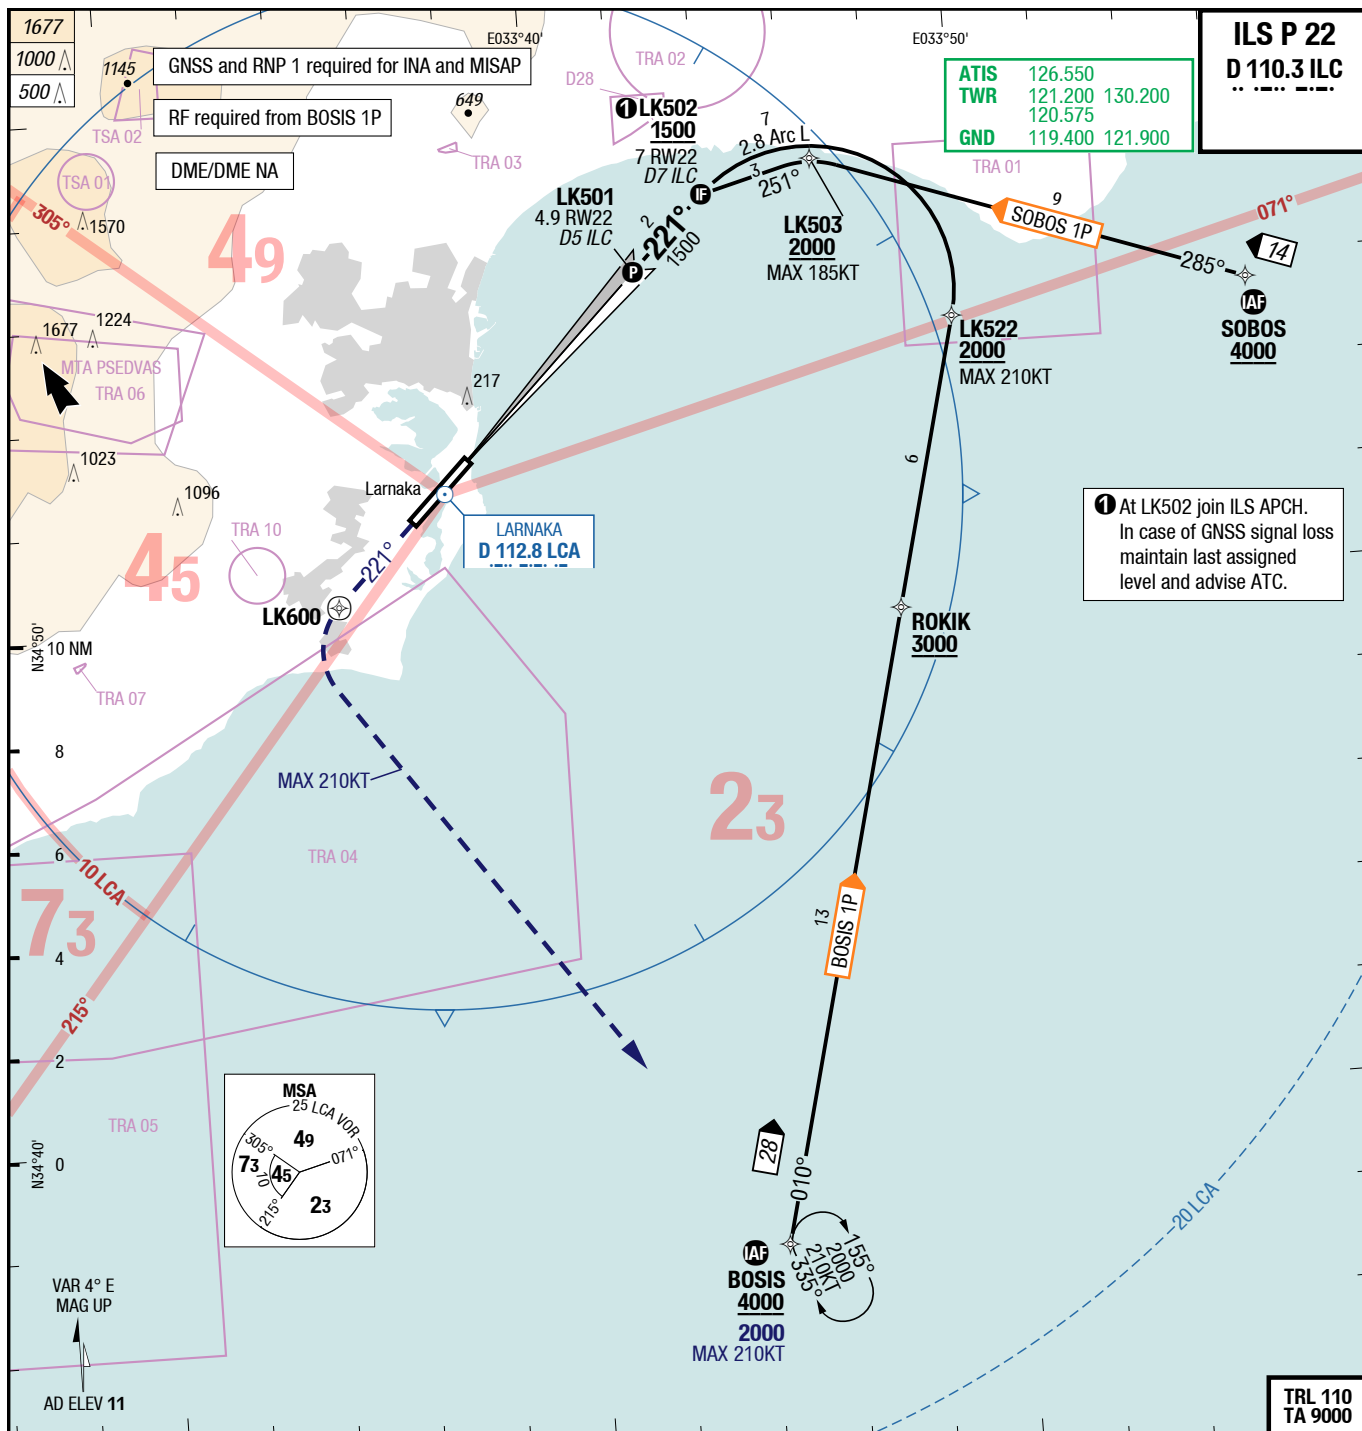 1677
1000
500
1145
GNSS and RNP 1 required for INA and MISAP
RF required from BOSIS 1P
DME/DME NA
TSA 02
TSA 01
1570
305°
49
649
TRA 03
E033°40'
D28
TRA 02
E033°50'
ATIS 126.550
TWR 121.200 130.200
120.575
GND 119.400 121.900
TRA 01
ILS P 22
D 110.3 ILC
1 LK502
1500
7 RW22
D7 ILC
7
2.8 Arc L
IF
3
251°
LK501
4.9 RW22
D5 ILC
2
221°
1500
P
LK503
2000
MAX 185KT
9
SOBOS 1P
071°
285°
14
IAF
SOBOS
4000
LK522
2000
MAX 210KT
1677
1224
MTA PSEDVAS
TRA 06
217
1023
1096
Larnaka
LARNAKA
D 112.8 LCA
6
1 At LK502 join ILS APCH.
In case of GNSS signal loss
maintain last assigned
level and advise ATC.
TRA 10
45
221°
LK600
ROKIK
3000
N34°50'
10 NM
TRA 07
8
MAX 210KT
23
6
TRA 04
10 LCA
73
13
BOSIS 1P
4
215°
2
MSA
25 LCA VOR
49
305°
071°
73
10
45
23
215°
TRA 05
N34°40'
0
28
010°
20 LCA
IAF
BOSIS
4000
2000
MAX 210KT
155°
2000
210KT
335°
VAR 4° E
MAG UP
AD ELEV 11
TRL 110
TA 9000